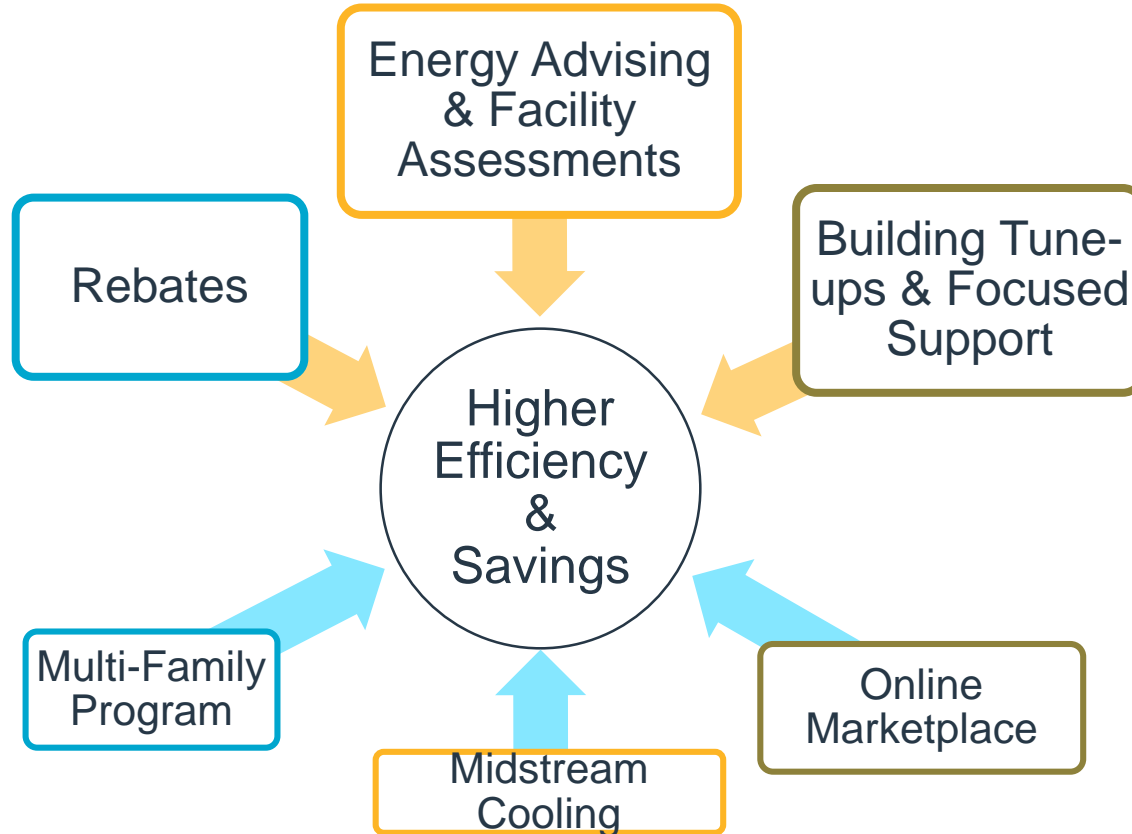 Energy Advising
& Facility
Assessments
Rebates
Building Tune-
ups & Focused
Support
Higher
Efficiency
&
Savings
Multi-Family
Program
Online
Marketplace
Midstream
Cooling